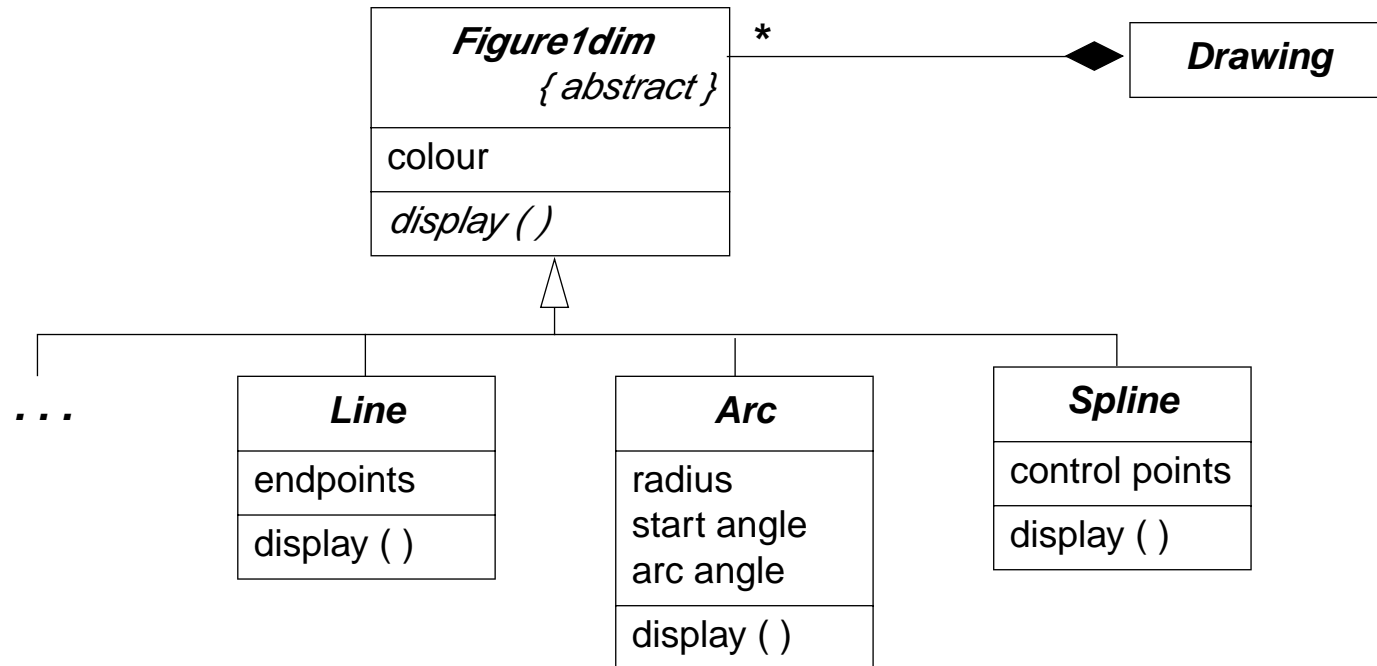 Figure1dim
{ abstract }
colour
display ( )
*
Drawing
. . .
Line
endpoints
display ( )
Arc
radius
start angle
arc angle
display ( )
Spline
control points
display ( )